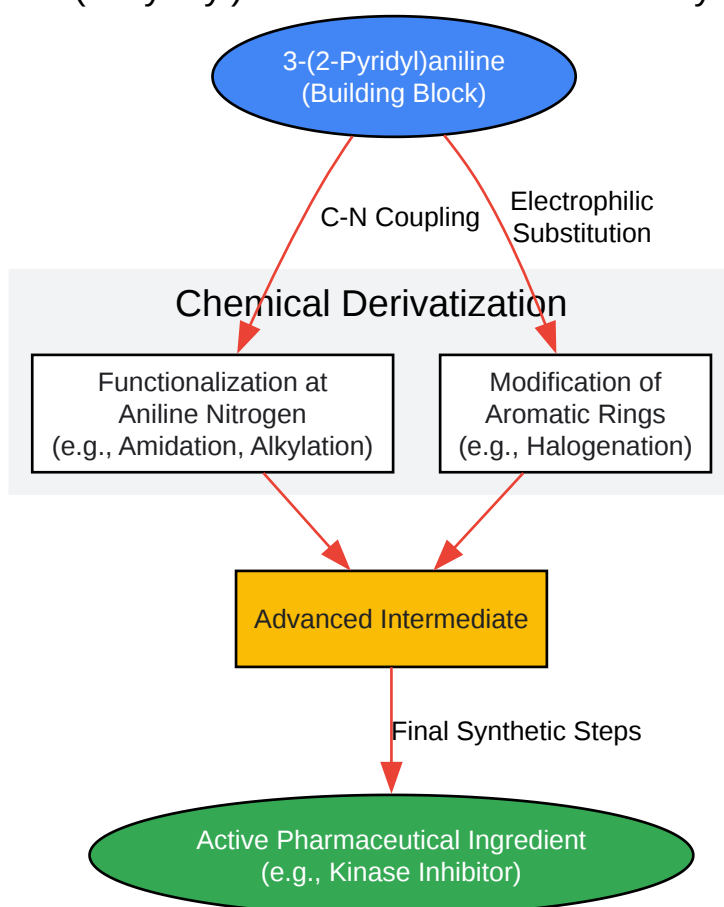 3-(2-Pyridyl)aniline
(Building Block)
C-N Coupling
Electrophilic
Substitution
Chemical Derivatization
Functionalization at
Aniline Nitrogen
(e.g., Amidation, Alkylation)
Modification of
Aromatic Rings
(e.g., Halogenation)
Advanced Intermediate
Final Synthetic Steps
Active Pharmaceutical Ingredient
(e.g., Kinase Inhibitor)